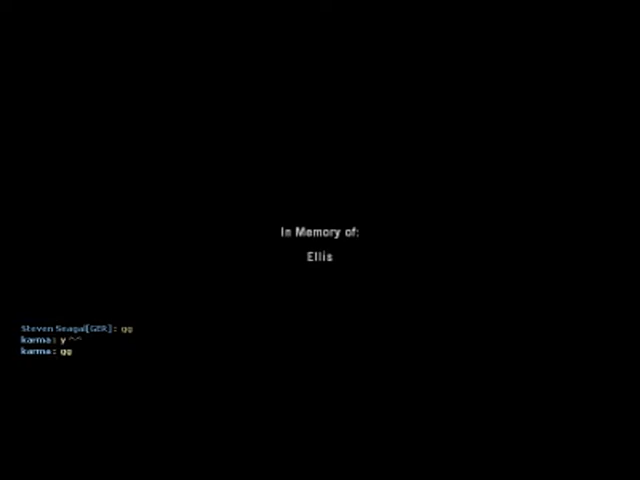 In Memory of:
Ellis
Steven Seagal[GER]: gg
karma: y ^^
karma: gg